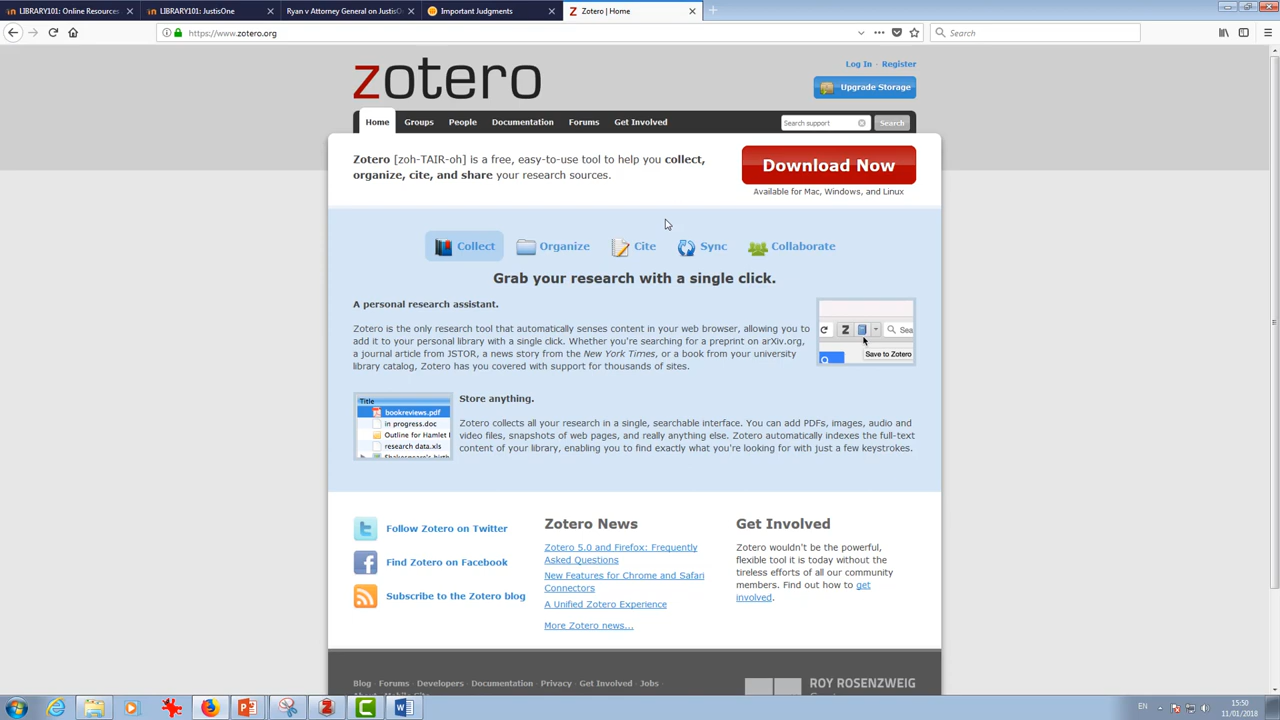 LIBRARY101: Online Resources
LIBRARY101: JustisOne
Ryan v Attorney General on JustisO
Important Judgments
Zotero | Home
https://www.zotero.org
Search
zotero
Log In - Register
Upgrade Storage
Home Groups People Documentation Forums Get Involved
Search support
Search
Zotero [zoh-TAIR-oh] is a free, easy-to-use tool to help you collect,
organize, cite, and share your research sources.
Download Now
Available for Mac, Windows, and Linux
Collect Organize Cite Sync Collaborate
Grab your research with a single click.
A personal research assistant.
Zotero is the only research tool that automatically senses content in your web browser, allowing you to
add it to your personal library with a single click. Whether you're searching for a preprint on arXiv.org,
a journal article from JSTOR, a news story from the New York Times, or a book from your university
library catalog, Zotero has you covered with support for thousands of sites.
Z
Sea
Save to Zotero
Title
bookreviews.pdf
in progress.doc
Outline for Hamlet
research data.xls
Store anything.
Zotero collects all your research in a single, searchable interface. You can add PDFs, images, audio and
video files, snapshots of web pages, and really anything else. Zotero automatically indexes the full-text
content of your library, enabling you to find exactly what you're looking for with just a few keystrokes.
Follow Zotero on Twitter
Find Zotero on Facebook
Subscribe to the Zotero blog
Zotero News
Zotero 5.0 and Firefox: Frequently
Asked Questions
New Features for Chrome and Safari
Connectors
A Unified Zotero Experience
More Zotero news...
Get Involved
Zotero wouldn't be the powerful,
flexible tool it is today without the
tireless efforts of all our community
members. Find out how to get
involved.
Blog · Forums · Developers · Documentation · Privacy · Get Involved · Jobs ·
ROY ROSENZWEIG
EN
15:50
11/01/2018